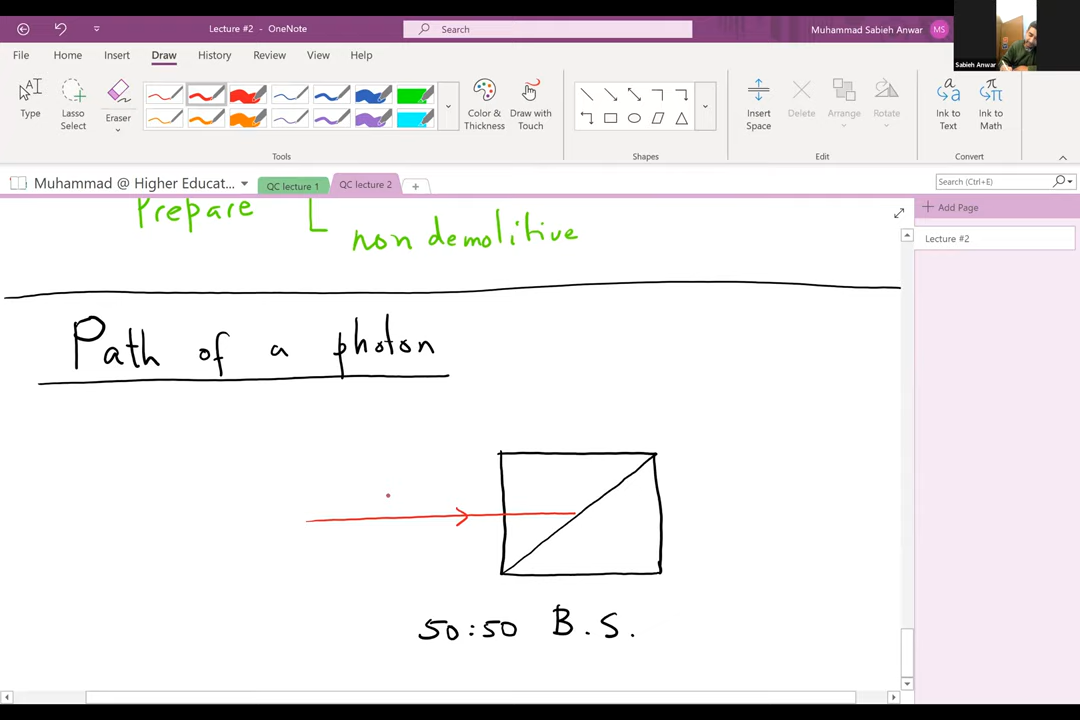 Lecture #2 - OneNote
Search
Muhammad Sabieh Anwar
MS
Sabieh Anwar
File Home Insert Draw History Review View Help
Type
Lasso Select
Eraser
Color & Thickness
Draw with Touch
Insert Space
Delete
Arrange
Rotate
Ink to Text
Ink to Math
Tools Shapes Edit Convert
Muhammad @ Higher Educat...
QC lecture 1
QC lecture 2
Search (Ctrl+E)
Add Page
Lecture #2
Prepare
non demolitive
Path of a photon
50:50 B.S.